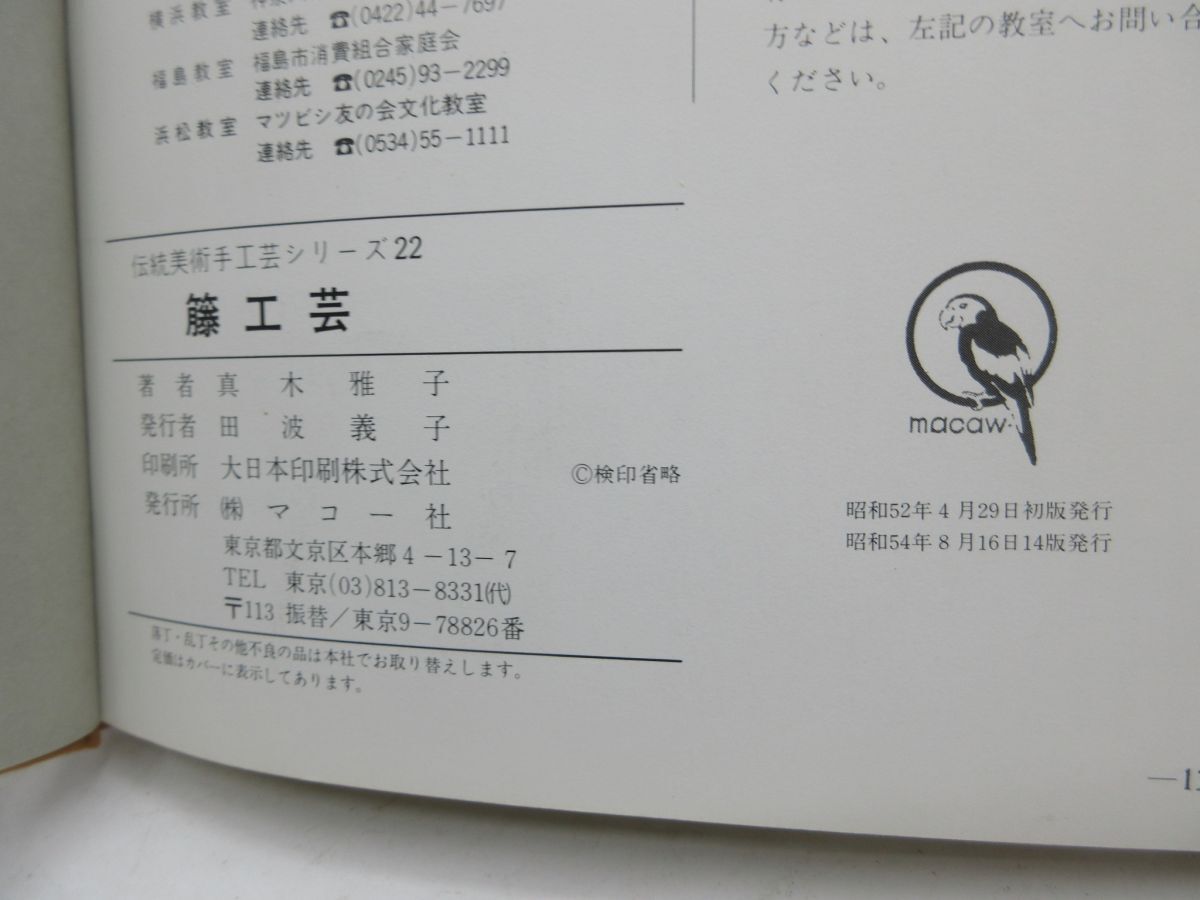 横浜教室
連絡先 ☎(0422)44-7697
福島教室 福島市消費組合家庭会
連絡先 ☎(0245)93-2299
浜松教室 マツビシ友の会文化教室
連絡先 ☎(0534)55-1111
方などは、左記の教室へお問い合
ください。
伝統美術手工芸シリーズ22
籐工芸
著者 真木雅子
発行者 田波義子
印刷所 大日本印刷株式会社
©検印省略
発行所 ㈱マコー社
東京都文京区本郷4-13-7
TEL 東京(03)813-8331㈹
〒113 振替/東京9-78826番
落丁・乱丁その他不良の品は本社でお取り替えします。
定価はカバーに表示してあります。
macaw
昭和52年4月29日初版発行
昭和54年8月16日14版発行